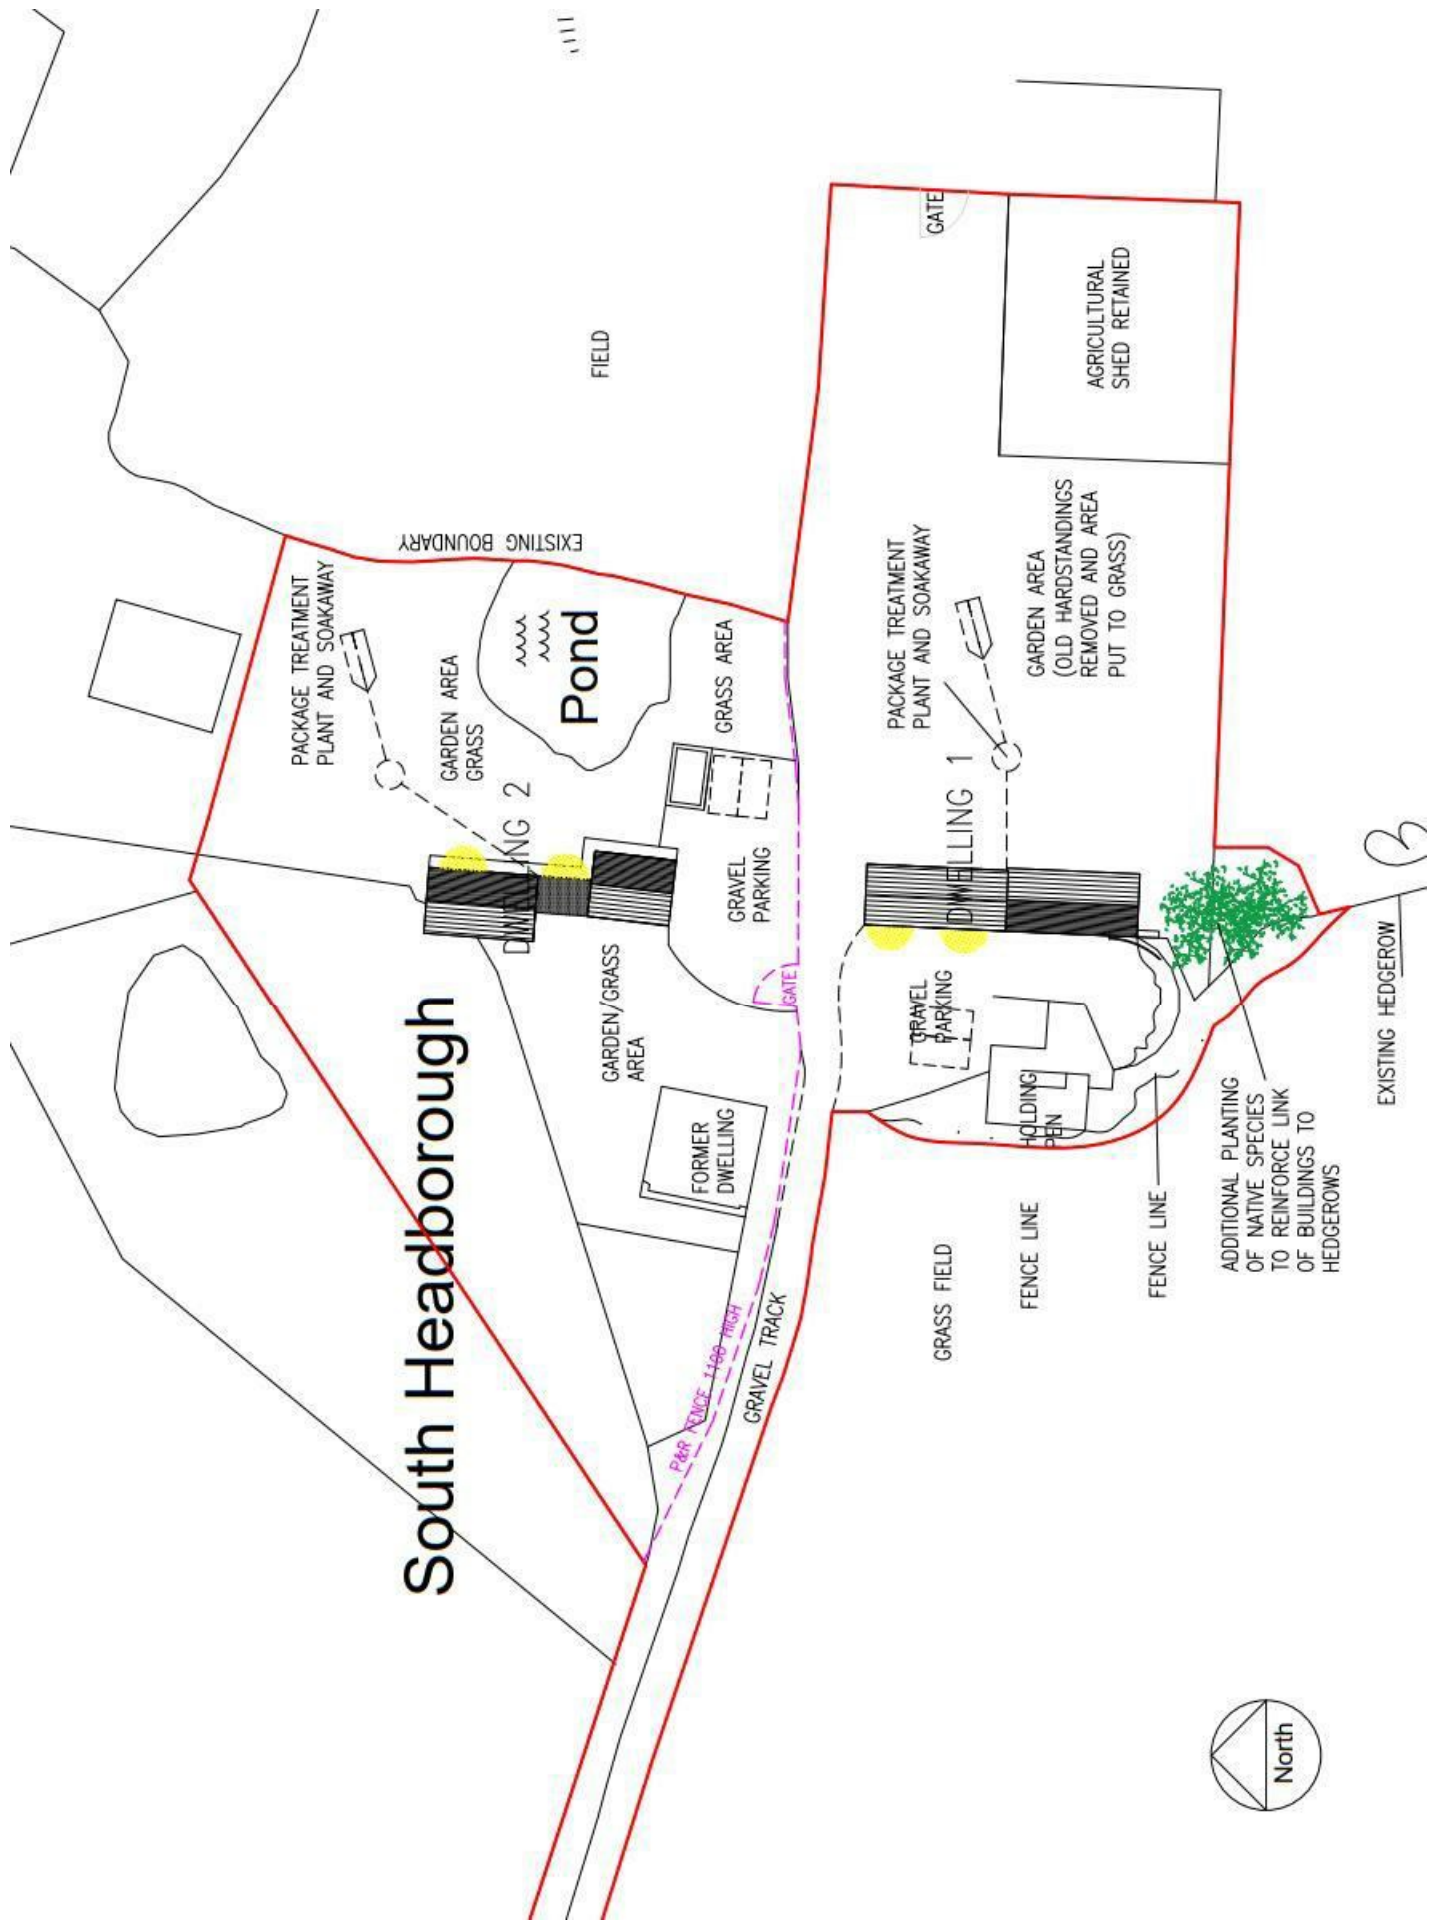 FIELD
GATE
AGRICULTURAL
SHED RETAINED
EXISTING BOUNDARY
PACKAGE TREATMENT
PLANT AND SOAKAWAY
GARDEN AREA
GRASS
Pond
GRASS AREA
PACKAGE TREATMENT
PLANT AND SOAKAWAY
GARDEN AREA
(OLD HARDSTANDINGS
REMOVED AND AREA
PUT TO GRASS)
DWELLING 2
GRAVEL
PARKING
DWELLING 1
GATE
GARDEN/GRASS
AREA
GRAVEL
PARKING
South Headborough
FORMER
DWELLING
HOLDING
PEN
EXISTING HEDGEROW
B
ADDITIONAL PLANTING
OF NATIVE SPECIES
TO REINFORCE LINK
OF BUILDINGS TO
HEDGEROWS
FENCE LINE
FENCE LINE
GRASS FIELD
P&R FENCE 1100 HIGH
GRAVEL TRACK
North